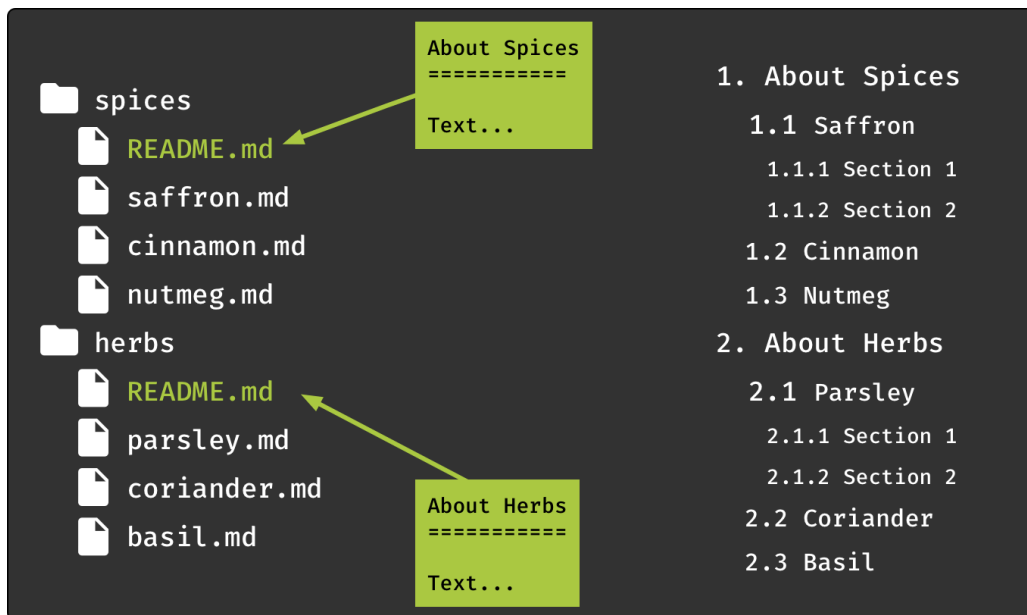 spices
README.md
saffron.md
cinnamon.md
nutmeg.md
herbs
README.md
parsley.md
coriander.md
basil.md
About Spices
===========
Text...
About Herbs
===========
Text...
1. About Spices
1.1 Saffron
1.1.1 Section 1
1.1.2 Section 2
1.2 Cinnamon
1.3 Nutmeg
2. About Herbs
2.1 Parsley
2.1.1 Section 1
2.1.2 Section 2
2.2 Coriander
2.3 Basil